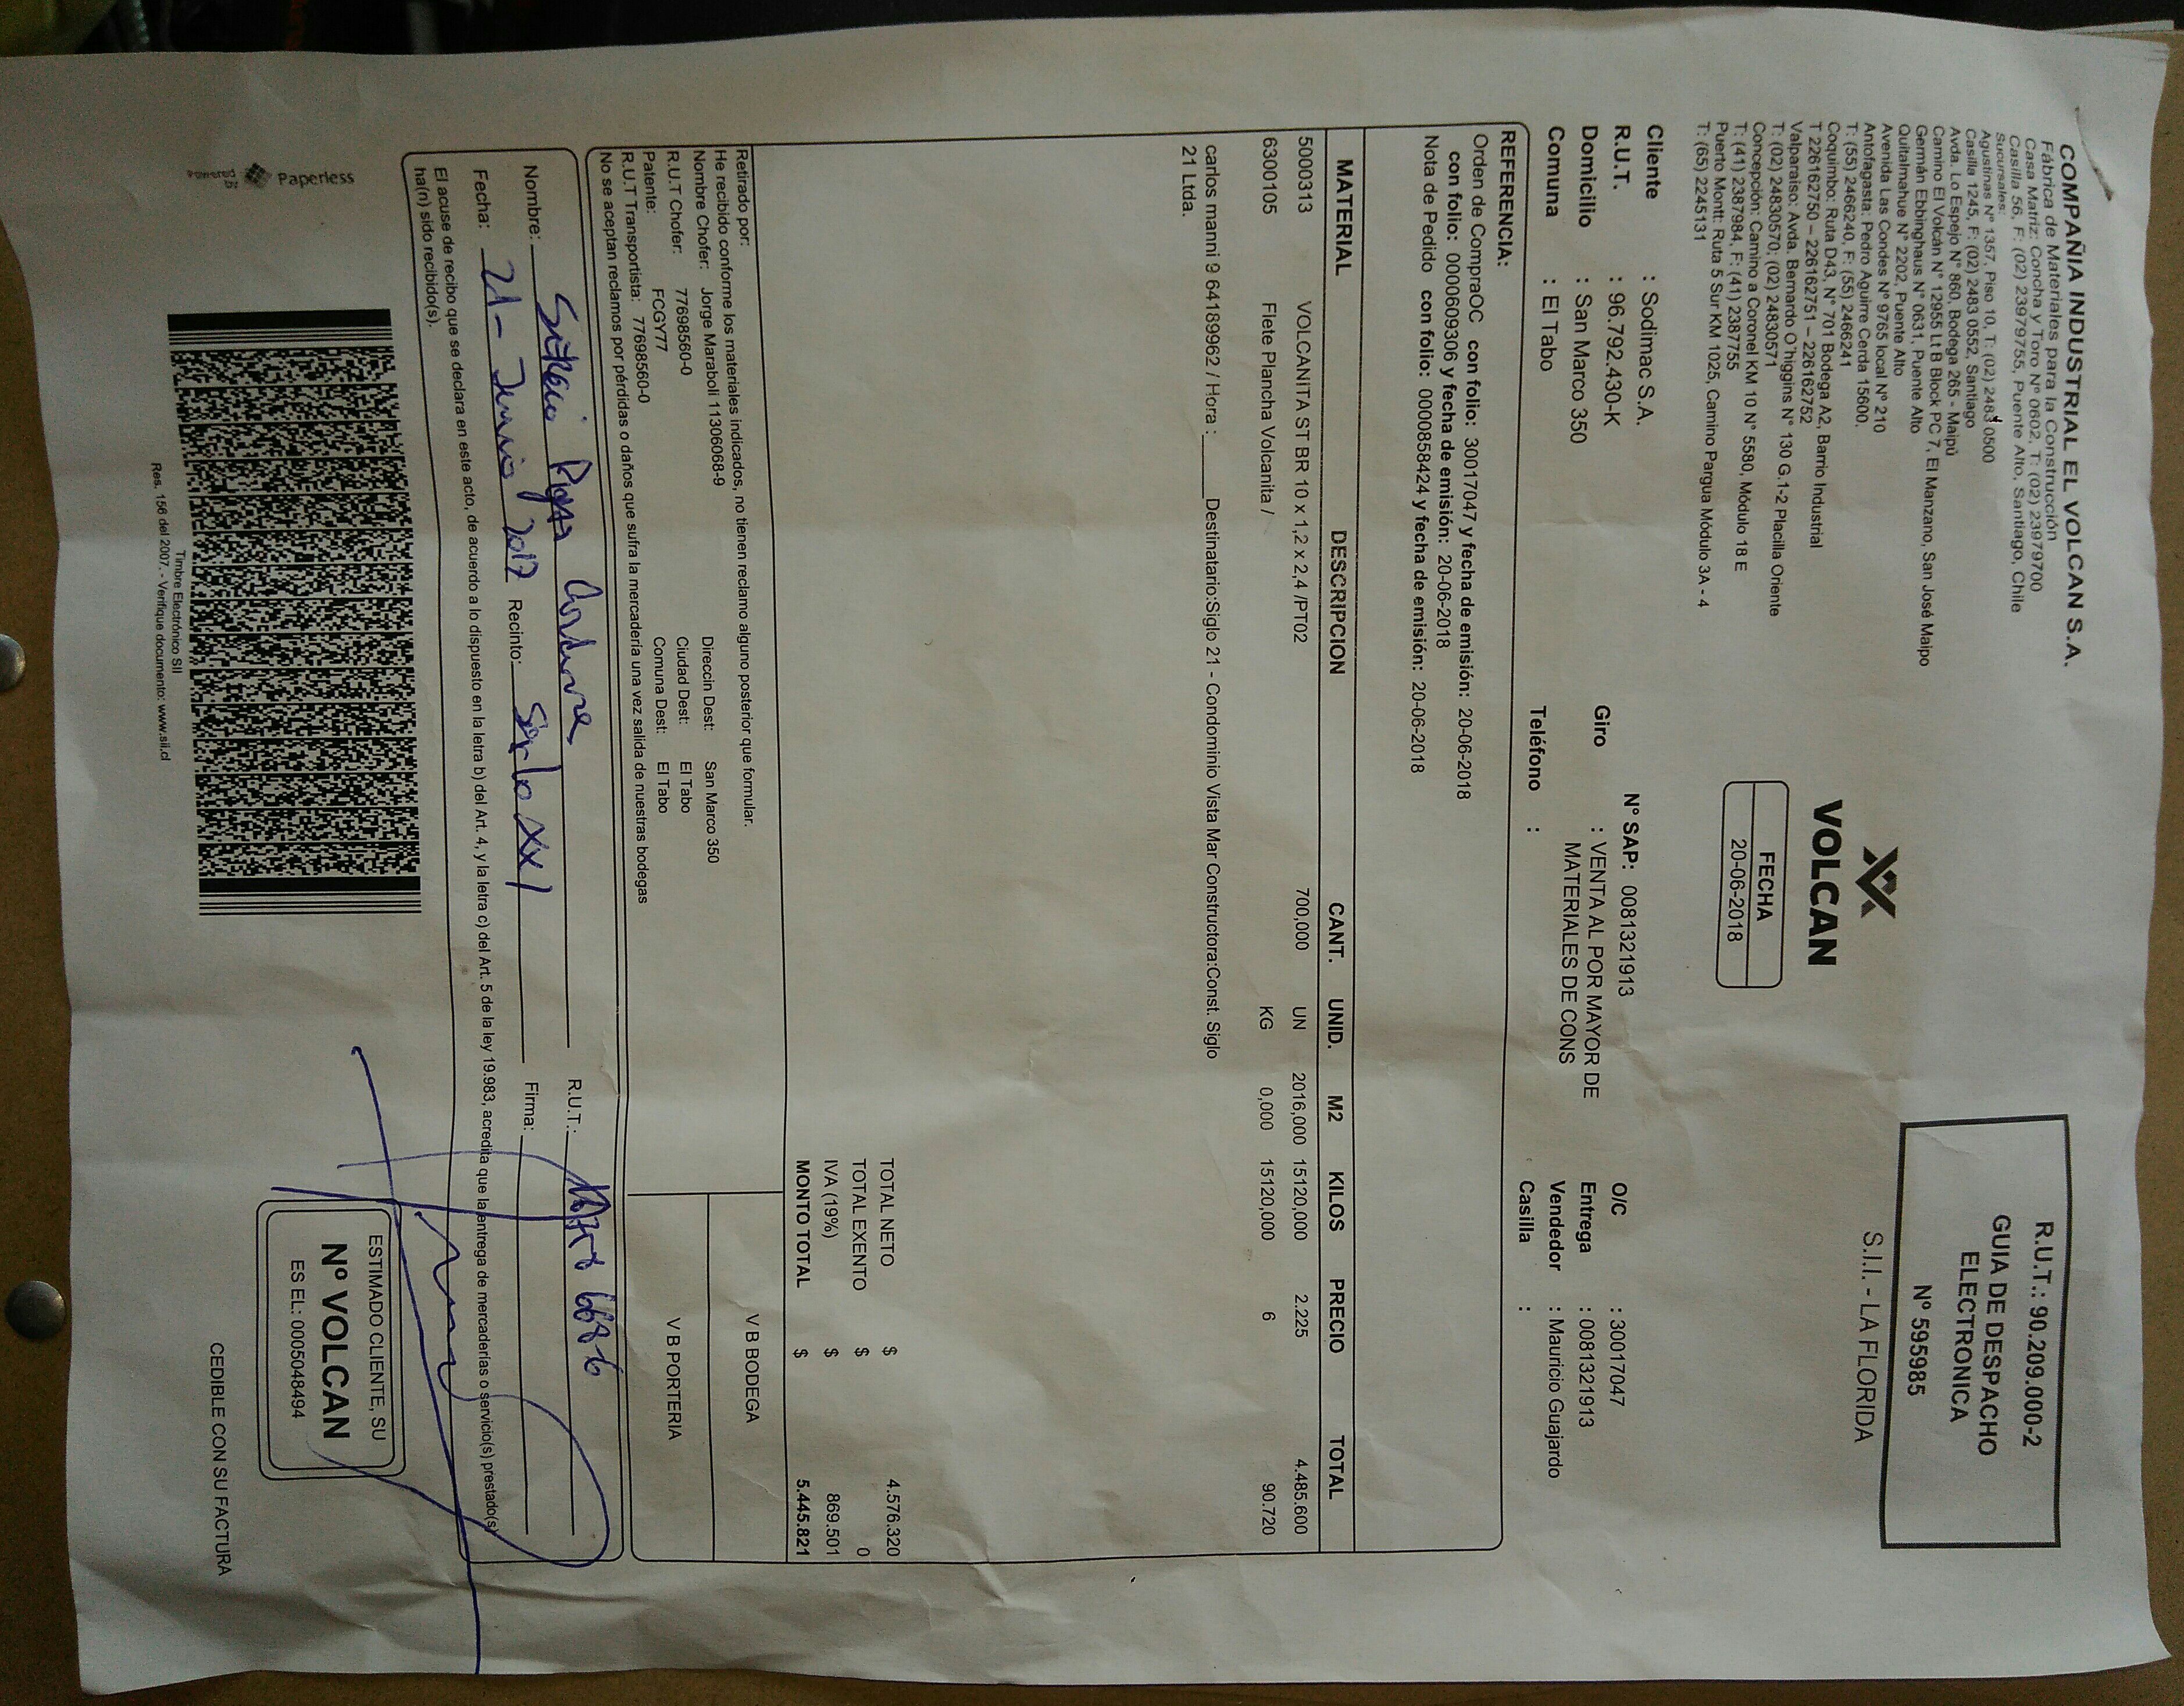 COMPAÑIA INDUSTRIAL EL VOLCAN S.A.
Fábrica de Materiales para la Construcción
Casa Matriz: Concha y Toro N° 0602, T: (02) 23979700
Casilla 56, F: (02) 23979755, Puente Alto, Santiago, Chile
Sucursales:
Agustinas N° 1357, Piso 10, T: (02) 2483 0500
Casilla 1245, F: (02) 2483 0552, Santiago
Avda. Lo Espejo N° 860, Bodega 265 - Maipú
Camino El Volcán N° 12955 Lt B Block PC 7, El Manzano, San José Maipo
Germán Ebbinghaus N° 0631, Puente Alto
Quitalmahue N° 2202, Puente Alto
Avenida Las Condes N° 9765 local N° 210
Antofagasta: Pedro Aguirre Cerda 15600,
T: (55) 2466240, F: (55) 2466241
Coquimbo: Ruta D43, N° 701 Bodega A2, Barrio Industrial
T 226162750 – 226162751 – 226162752
Valparaíso: Avda. Bernardo O'higgins N° 130 G.1-2 Placilla Oriente
T: (02) 24830570; (02) 24830571
Concepción: Camino a Coronel KM 10 N° 5580, Módulo 18 E
T: (41) 2387984, F: (41) 2387755
Puerto Montt: Ruta 5 Sur KM 1025, Camino Pargua Módulo 3A - 4
T: (65) 2245131
VOLCAN
FECHA
20-06-2018
R.U.T.: 90.209.000-2
GUIA DE DESPACHO
ELECTRONICA
Nº 595985
S.I.I. - LA FLORIDA
Cliente : Sodimac S.A.
R.U.T. : 96.792.430-K
Domicilio : San Marco 350
Comuna : El Tabo
N° SAP: 0081321913
Giro : VENTA AL POR MAYOR DE
MATERIALES DE CONS
Teléfono :
O/C : 30017047
Entrega : 0081321913
Vendedor : Mauricio Guajardo
Casilla :
REFERENCIA:
Orden de CompraOC con folio: 30017047 y fecha de emisión: 20-06-2018
con folio: 0000609306 y fecha de emisión: 20-06-2018
Nota de Pedido con folio: 0000858424 y fecha de emisión: 20-06-2018
MATERIAL DESCRIPCION CANT. UNID. M2 KILOS PRECIO TOTAL
5000313 VOLCANITA ST BR 10 x 1,2 x 2,4 /PT02 700,000 UN 2016,000 15120,000 2.225 4.485.600
6300105 Flete Plancha Volcanita / KG 0,000 15120,000 6 90.720
carlos manni 9 64189962 / Hora :______Destinatario:Siglo 21 - Condominio Vista Mar Constructora:Const. Siglo
21 Ltda.
TOTAL NETO $ 4.576.320
TOTAL EXENTO $ 0
IVA (19%) $ 869.501
MONTO TOTAL $ 5.445.821
Retirado por:
He recibido conforme los materiales indicados, no tienen reclamo alguno posterior que formular.
Nombre Chofer: Jorge Maraboli 11306068-9 Direccin Dest: San Marco 350
R.U.T Chofer: 77698560-0 Ciudad Dest: El Tabo
Patente: FCGY77 Comuna Dest: El Tabo
R.U.T Transportista: 77698560-0
No se aceptan reclamos por pérdidas o daños que sufra la mercadería una vez salida de nuestras bodegas
V B BODEGA
V B PORTERIA
Nombre: Rojas R.U.T.:
Fecha: 21 - Junio 2017 Recinto: Siglo XXI Firma:
El acuse de recibo que se declara en este acto, de acuerdo a lo dispuesto en la letra b) del Art. 4, y la letra c) del Art. 5 de la ley 19.983, acredita que la entrega de mercaderías o servicio(s) prestado(s)
ha(n) sido recibido(s).
Powered By Paperless
Timbre Electrónico SII
Res. 156 del 2007. - Verifique documento: www.sii.cl
ESTIMADO CLIENTE, SU
Nº VOLCAN
ES EL: 0005048494
CEDIBLE CON SU FACTURA